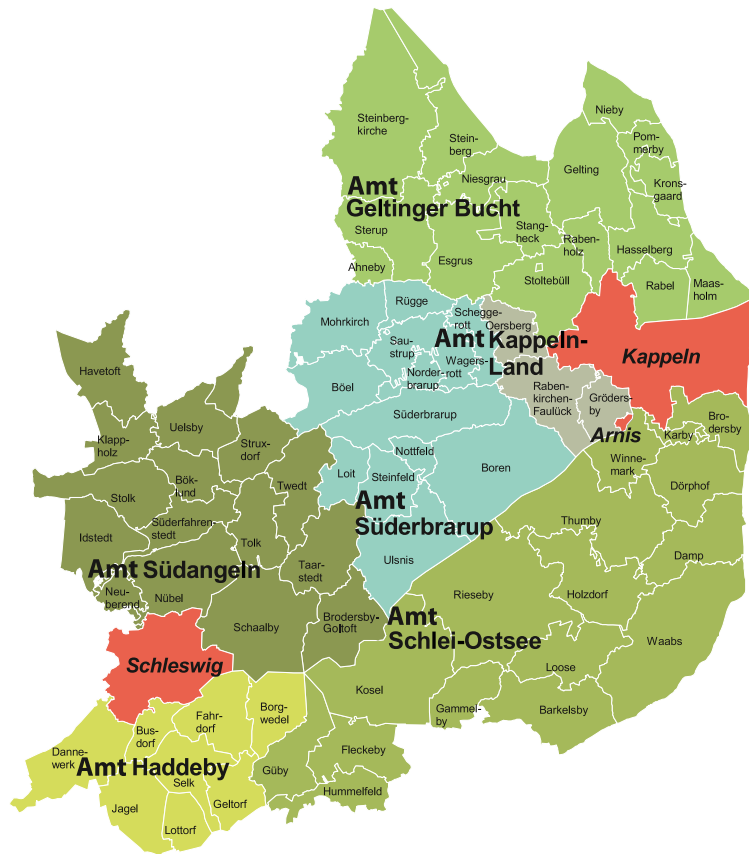 Steinberg-
kirche
Stein-
berg
Niesgrau
Nieby
Pom-
merby
Gelting
Krons-
gaard
Amt
Geltinger Bucht
Sterup
Stang-
heck
Raben-
holz
Hasselberg
Ahneby
Esgrus
Stoltebüll
Rabel
Maas-
holm
Rügge
Mohrkirch
Schegge-
rott
Oersberg
Sau-
strup
Amt Kappeln-
Land
Wagers-
rott
Norder-
brarup
Kappeln
Böel
Raben-
kirchen-
Faulück
Gröders-
by
Süderbrarup
Arnis
Karby
Bro-
dersby
Havetoft
Uelsby
Klapp-
holz
Strux-
dorf
Nottfeld
Boren
Winne-
mark
Loit
Steinfeld
Twedt
Bök-
lund
Stolk
Dörphof
Amt
Süderbrarup
Süderfahren-
stedt
Thumby
Idstedt
Tolk
Damp
Ulsnis
Taar-
stedt
Amt Südangeln
Neu-
berend
Nübel
Rieseby
Holzdorf
Schaalby
Brodersby-
Goltoft
Amt
Schlei-Ostsee
Waabs
Schleswig
Loose
Kosel
Gammel-
by
Barkelsby
Borg-
wedel
Fahr-
dorf
Bus-
dorf
Danne-
werk
Fleckeby
Amt Haddeby
Güby
Selk
Hummelfeld
Geltorf
Jagel
Lottorf